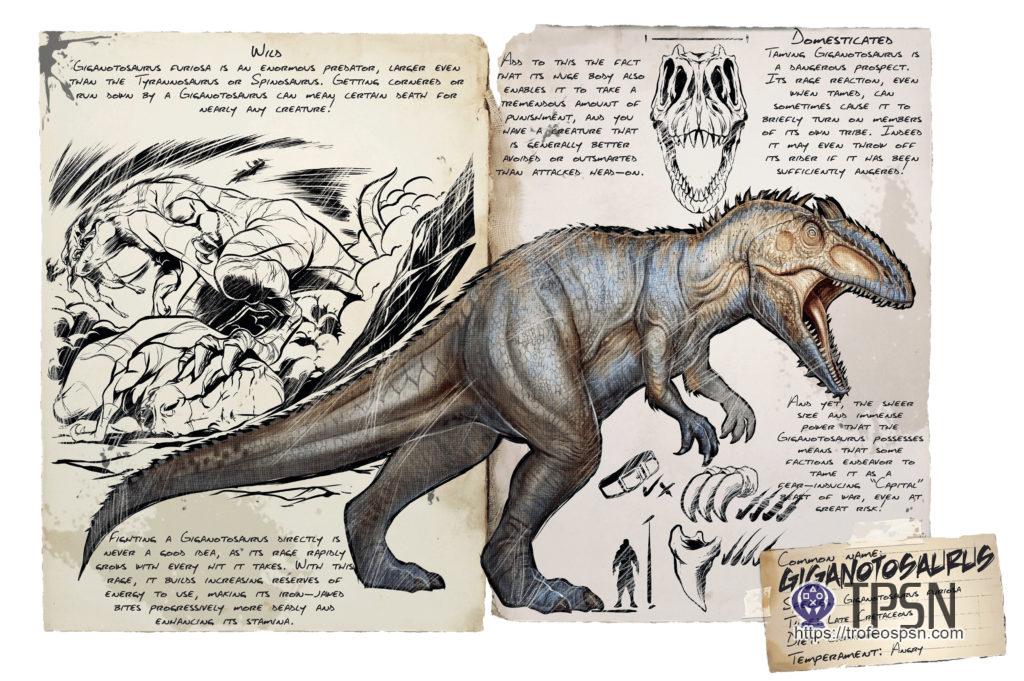 Wild
Giganotosaurus furiosa is an enormous predator, larger even
than the Tyrannosaurus or Spinosaurus. Getting cornered or
run down by a Giganotosaurus can mean certain death for
nearly any creature!
Fighting a Giganotosaurus directly is
never a good idea, as its rage rapidly
grows with every hit it takes. With this
rage, it builds increasing reserves of
energy to use, making its iron-jawed
bites progressively more deadly and
enhancing its stamina.
Add to this the fact
that its huge body also
enables it to take a
tremendous amount of
punishment, and you
have a creature that
is generally better
avoided or outsmarted
than attacked head-on.
Domesticated
Taming Giganotosaurus is
a dangerous prospect.
Its rage reaction, even
when tamed, can
sometimes cause it to
briefly turn on members
of its own tribe. Indeed
it may even throw off
its rider if it has been
sufficiently angered!
And yet, the sheer
size and immense
power that the
Giganotosaurus possesses
means that some
factions endeavor to
tame it as a
fear-inducing "Capital"
beast of war, even at
great risk!
Common name:
Giganotosaurus
Giganotosaurus furiosa
Late Cretaceous
Temperament: Angry
TPSN
https://trofeospsn.com